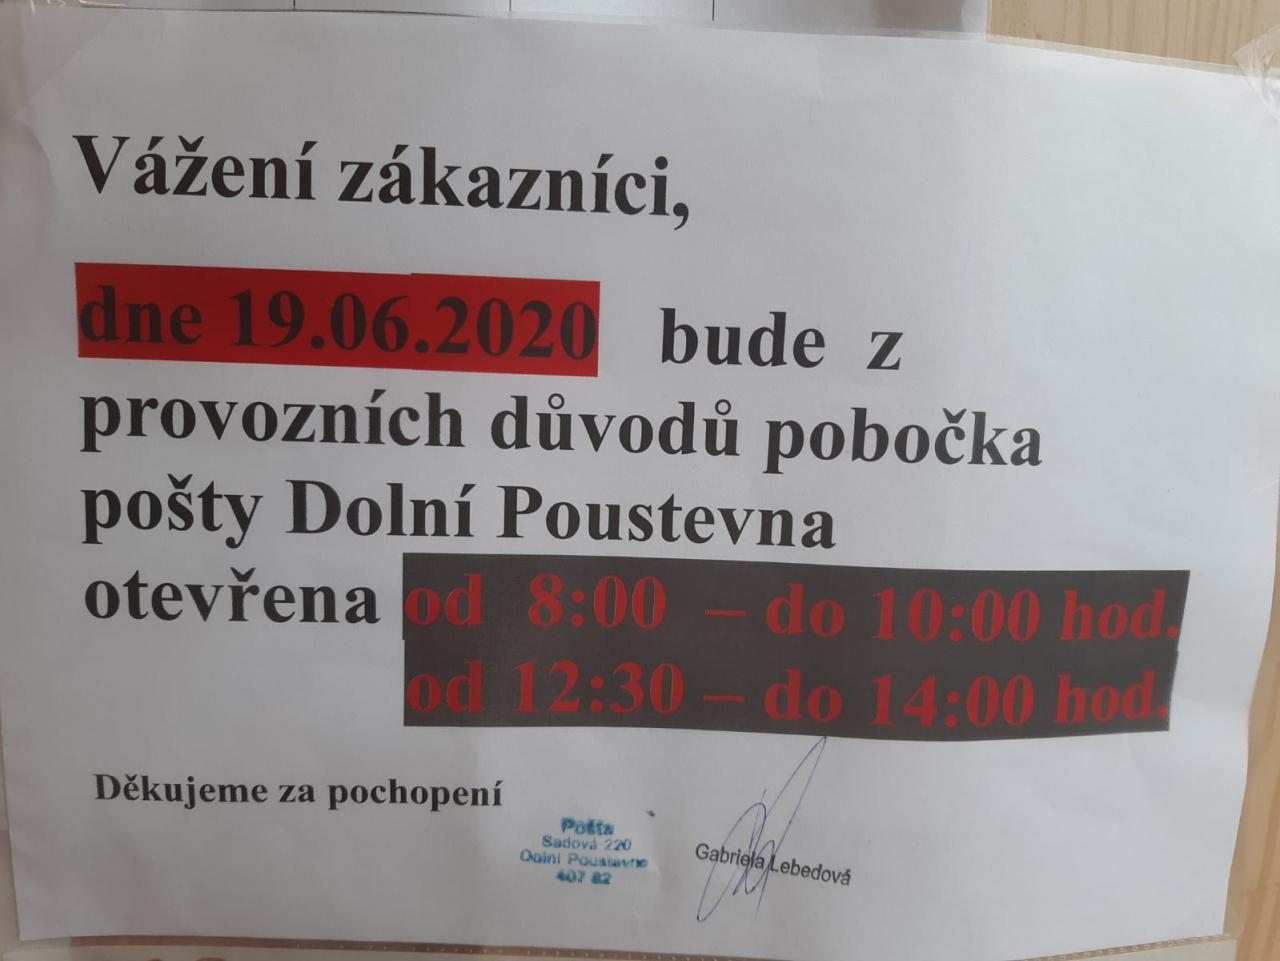 Vážení zákazníci,
dne 19.06.2020 bude z
provozních důvodů pobočka
pošty Dolní Poustevna
otevřena od 8:00 – do 10:00 hod.
od 12:30 – do 14:00 hod.
Děkujeme za pochopení
Pošta
Sadová 220
Dolní Poustevna
407 82
Gabriela Lebedová